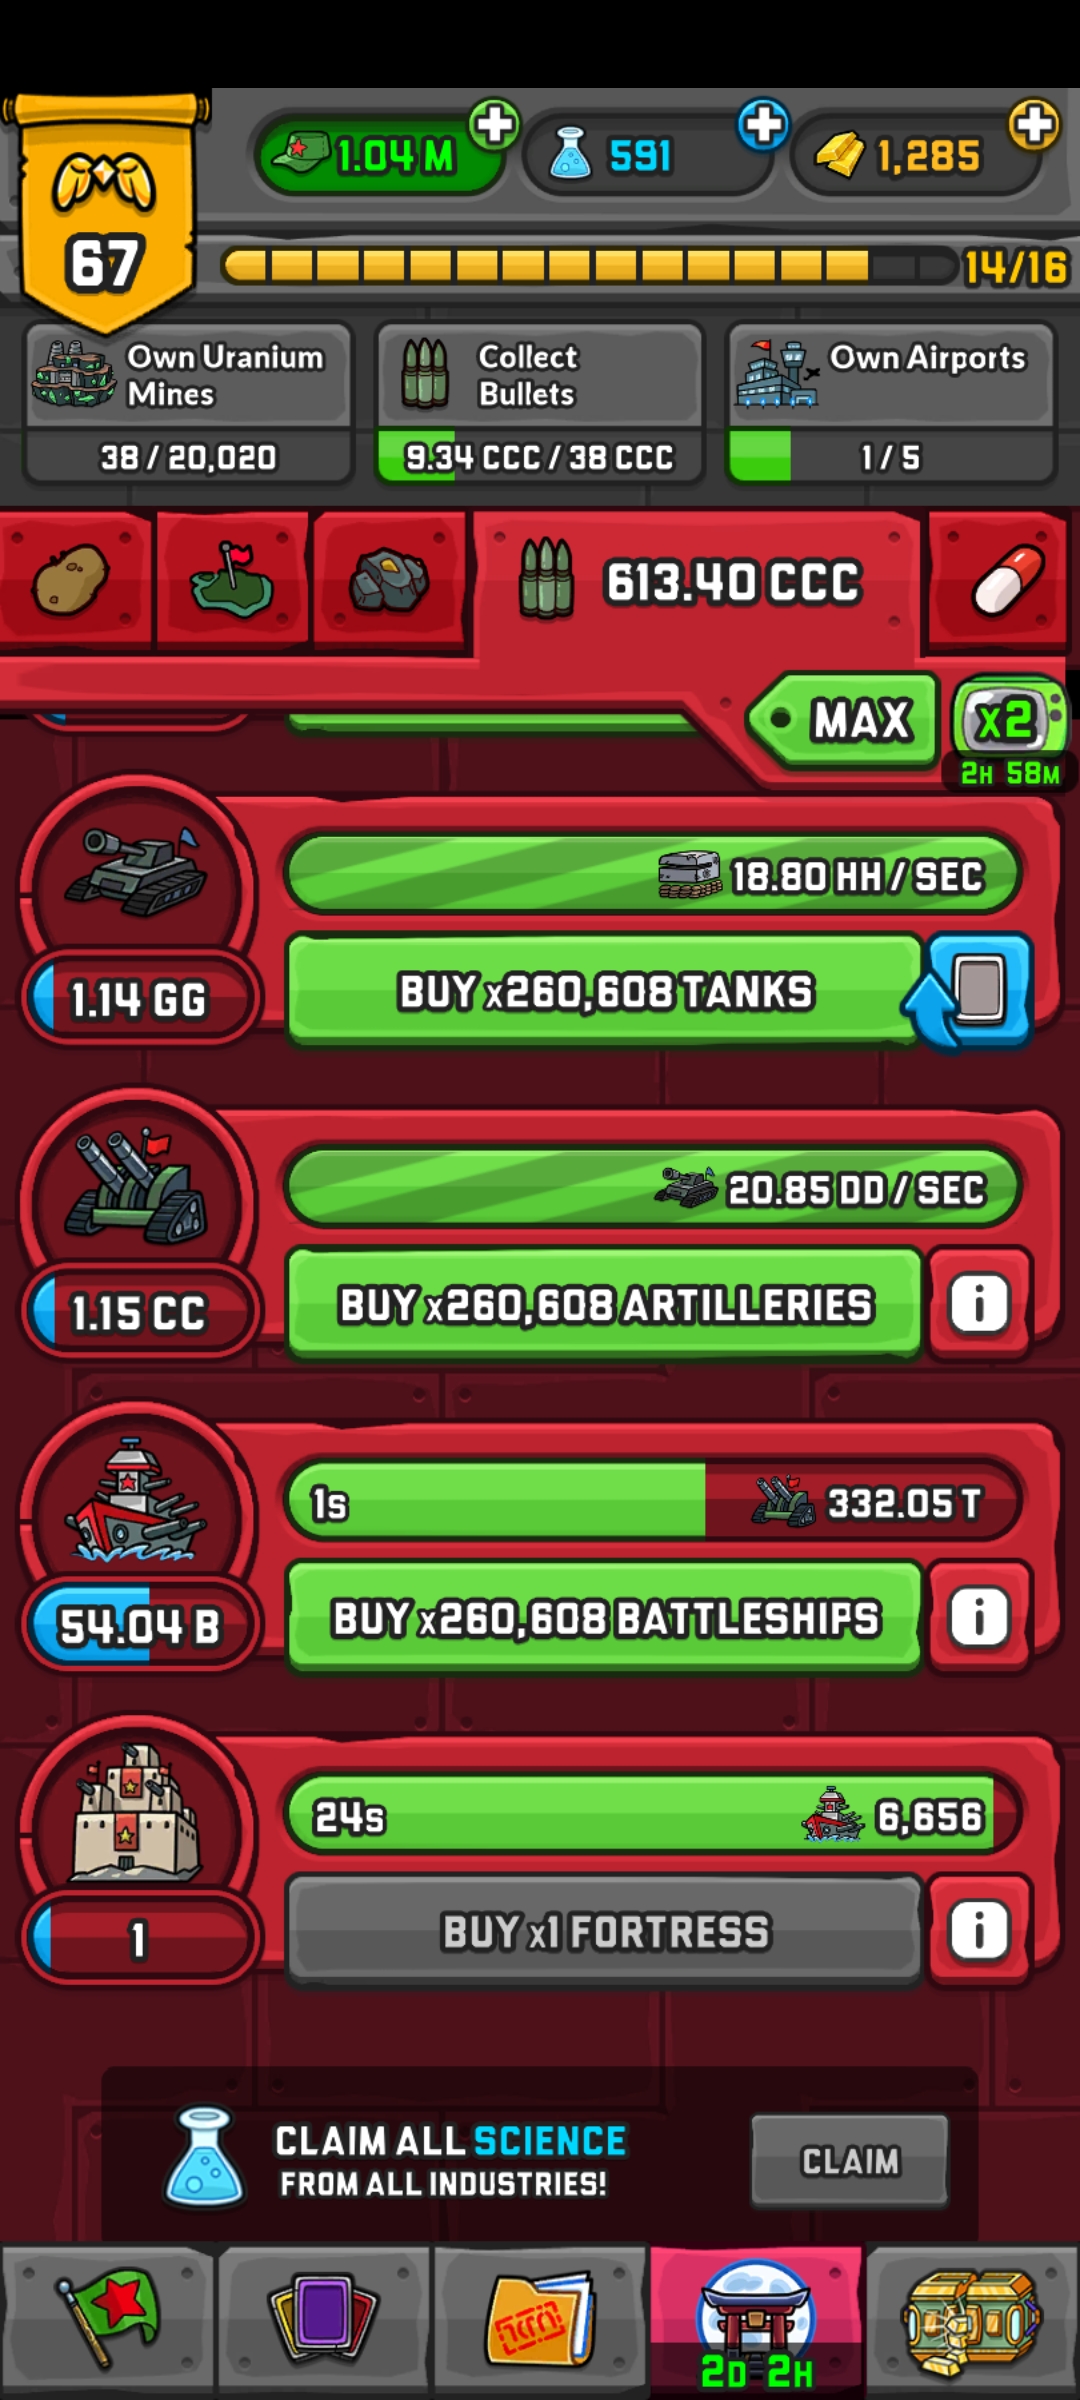 1.04 M
591
1,285
67
14/16
Own Uranium
Mines
38 / 20,020
Collect
Bullets
9.34 CCC / 38 CCC
Own Airports
1 / 5
613.40 CCC
MAX
x2
2H 58M
18.80 HH / SEC
1.14 GG
BUY x260,608 TANKS
20.85 DD / SEC
1.15 CC
BUY x260,608 ARTILLERIES
i
1s
332.05 T
54.04 B
BUY x260,608 BATTLESHIPS
i
24s
6,656
1
BUY x1 FORTRESS
i
CLAIM ALL SCIENCE
FROM ALL INDUSTRIES!
CLAIM
2D 2H